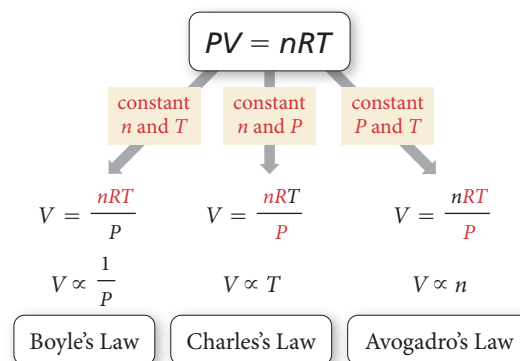 PV = nRT
constant n and T
constant n and P
constant P and T
V = nRT / P
V = nRT / P
V = nRT / P
V ∝ 1 / P
V ∝ T
V ∝ n
Boyle's Law
Charles's Law
Avogadro's Law